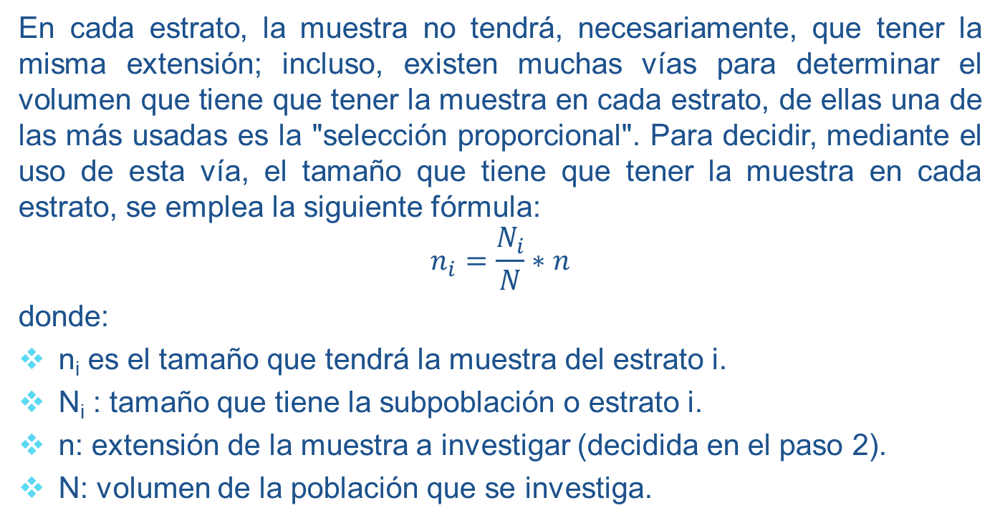 En cada estrato, la muestra no tendrá, necesariamente, que tener la
misma extensión; incluso, existen muchas vías para determinar el
volumen que tiene que tener la muestra en cada estrato, de ellas una de
las más usadas es la "selección proporcional". Para decidir, mediante el
uso de esta vía, el tamaño que tiene que tener la muestra en cada
estrato, se emplea la siguiente fórmula:
nᵢ = Nᵢ/N * n
donde:
❖ nᵢ es el tamaño que tendrá la muestra del estrato i.
❖ Nᵢ : tamaño que tiene la subpoblación o estrato i.
❖ n: extensión de la muestra a investigar (decidida en el paso 2).
❖ N: volumen de la población que se investiga.